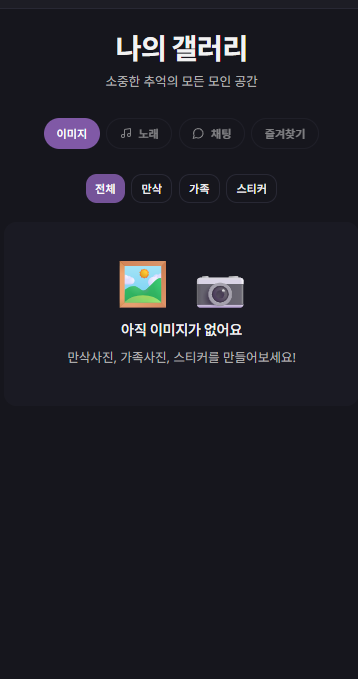 나의 갤러리
소중한 추억의 모든 모인 공간
이미지 노래 채팅 즐겨찾기
전체 만삭 가족 스티커
아직 이미지가 없어요
만삭사진, 가족사진, 스티커를 만들어보세요!